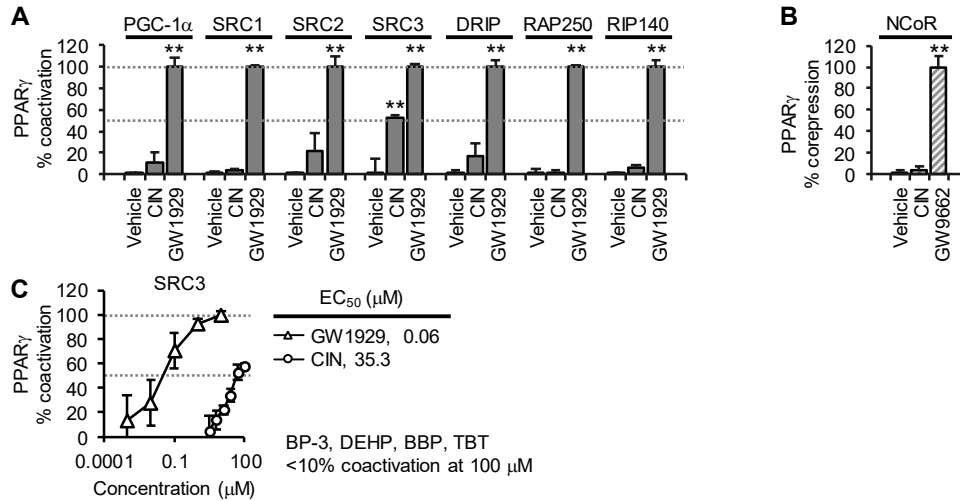 A
PGC-1α SRC1 SRC2 SRC3 DRIP RAP250 RIP140
PPARγ
% coactivation
120
100
80
60
40
20
0
** ** ** ** ** ** ** **
Vehicle CIN GW1929 Vehicle CIN GW1929 Vehicle CIN GW1929 Vehicle CIN GW1929 Vehicle CIN GW1929 Vehicle CIN GW1929 Vehicle CIN GW1929
B
NCoR
PPARγ
% corepression
120
100
80
60
40
20
0
**
Vehicle CIN GW9662
C
SRC3
PPARγ
% coactivation
120
100
80
60
40
20
0
0.0001 0.1 100
Concentration (μM)
EC50 (μM)
GW1929, 0.06
CIN, 35.3
BP-3, DEHP, BBP, TBT
<10% coactivation at 100 μM